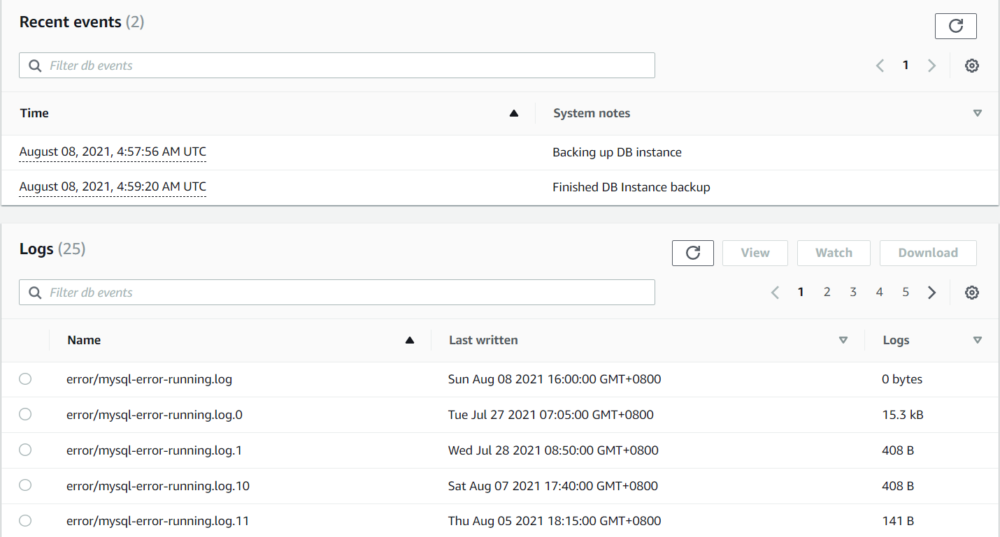 Recent events (2)
Filter db events
1
Time System notes
August 08, 2021, 4:57:56 AM UTC Backing up DB instance
August 08, 2021, 4:59:20 AM UTC Finished DB Instance backup
Logs (25) View Watch Download
Filter db events 1 2 3 4 5
Name Last written Logs
error/mysql-error-running.log Sun Aug 08 2021 16:00:00 GMT+0800 0 bytes
error/mysql-error-running.log.0 Tue Jul 27 2021 07:05:00 GMT+0800 15.3 kB
error/mysql-error-running.log.1 Wed Jul 28 2021 08:50:00 GMT+0800 408 B
error/mysql-error-running.log.10 Sat Aug 07 2021 17:40:00 GMT+0800 408 B
error/mysql-error-running.log.11 Thu Aug 05 2021 18:15:00 GMT+0800 141 B